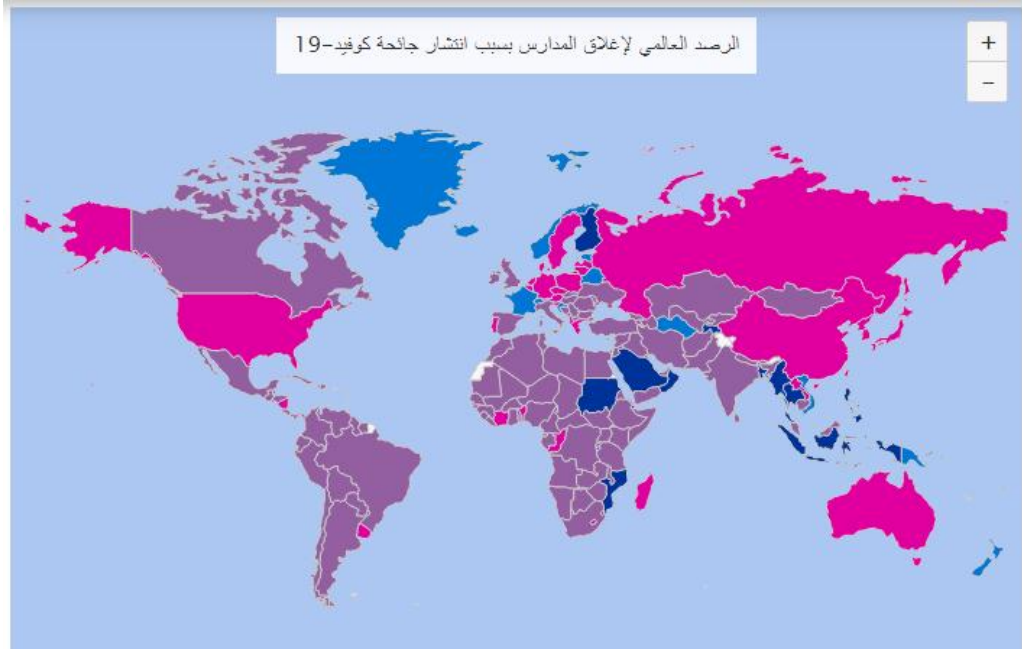 الرصد العالمي لإغلاق المدارس بسبب انتشار جائحة كوفيد-19
+
-